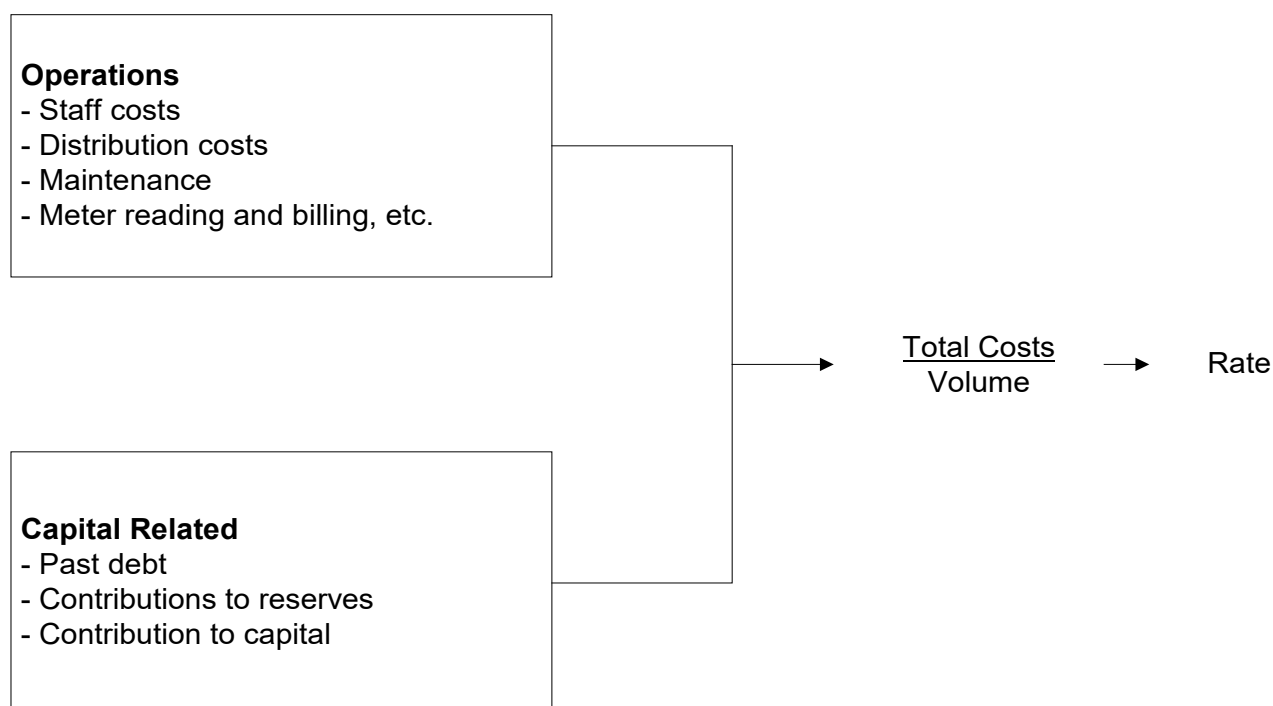 Operations
- Staff costs
- Distribution costs
- Maintenance
- Meter reading and billing, etc.
Total Costs
Volume
Rate
Capital Related
- Past debt
- Contributions to reserves
- Contribution to capital